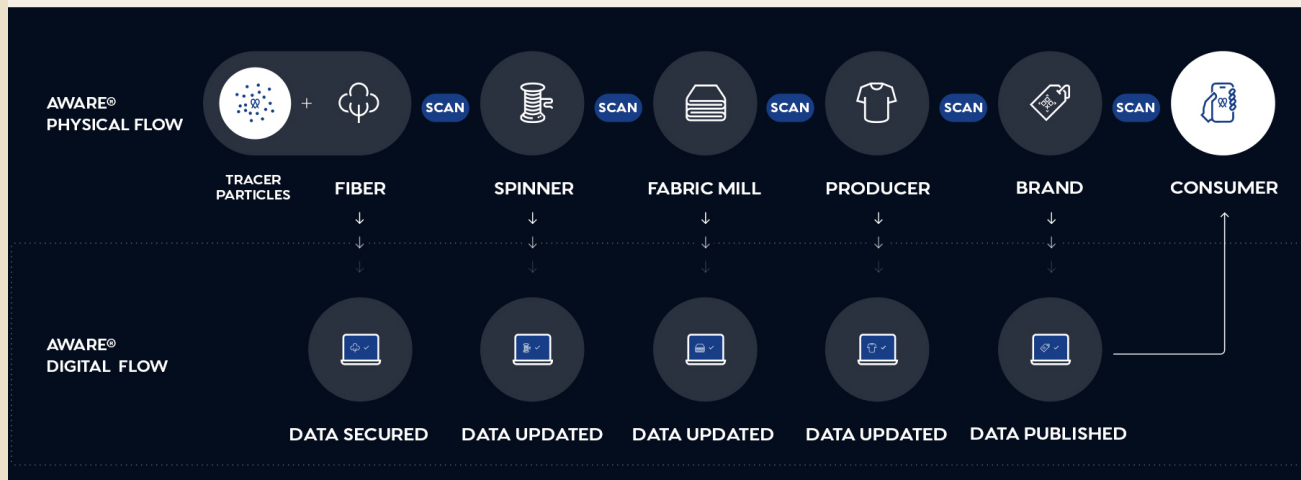 AWARE®
PHYSICAL FLOW
+
SCAN
SCAN
SCAN
SCAN
SCAN
TRACER
PARTICLES
FIBER
SPINNER
FABRIC MILL
PRODUCER
BRAND
CONSUMER
AWARE®
DIGITAL FLOW
DATA SECURED
DATA UPDATED
DATA UPDATED
DATA UPDATED
DATA PUBLISHED